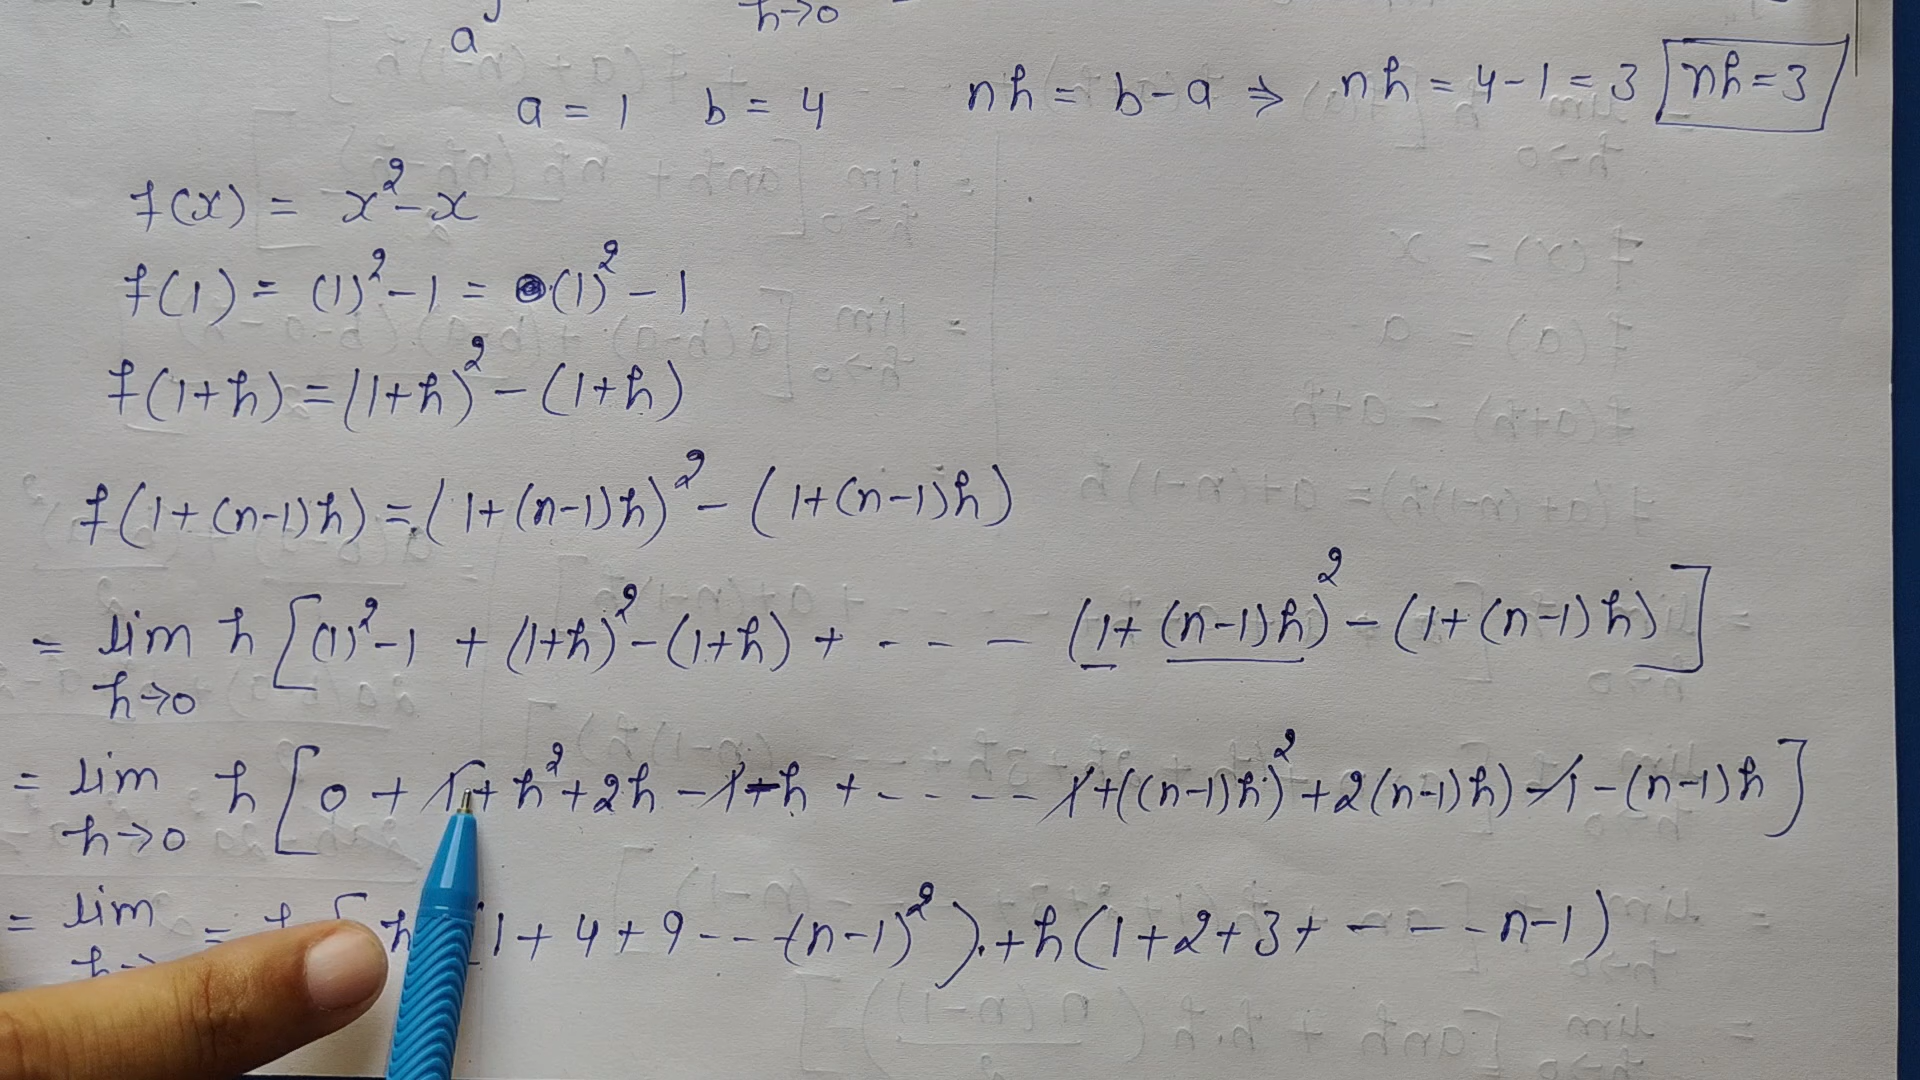 a h→0
a = 1 b = 4 nh = b-a ⇒ nh = 4-1 = 3 nh=3
f(x) = x²-x
f(1) = (1)²-1 = (1)²-1
f(1+h) = (1+h)²-(1+h)
f(1+(n-1)h) = (1+(n-1)h)²-(1+(n-1)h)
= lim h→0 h[(1)²-1 + (1+h)²-(1+h) + - - - (1+(n-1)h)²-(1+(n-1)h)]
= lim h→0 h[0 + 1+h²+2h-1-h + - - - - 1+((n-1)h)²+2(n-1)h)-1-(n-1)h]
= lim h→ = h (1+4+9 - - -(n-1)²).+h(1+2+3+ - - - n-1)